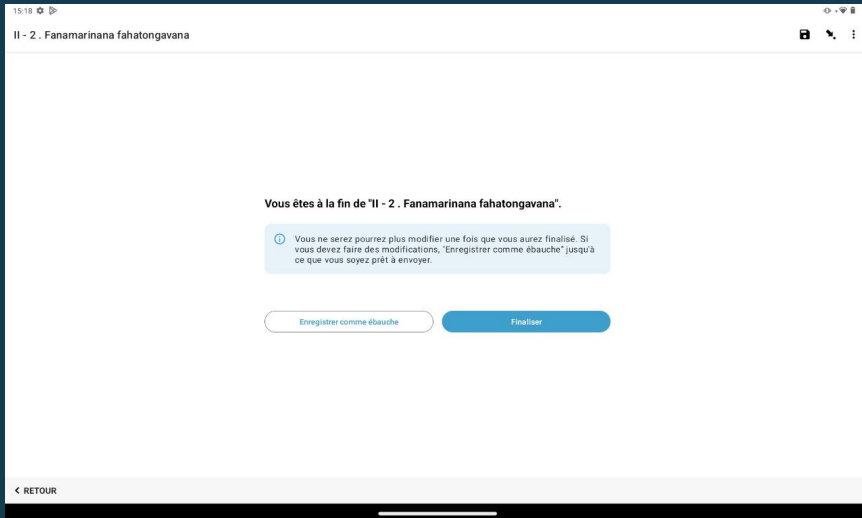 15:18
II - 2 . Fanamarinana fahatongavana
Vous êtes à la fin de "II - 2 . Fanamarinana fahatongavana".
Vous ne serez pourrez plus modifier une fois que vous aurez finalisé. Si
vous devez faire des modifications, "Enregistrer comme ébauche" jusqu'à
ce que vous soyez prêt à envoyer.
Enregistrer comme ébauche
Finaliser
RETOUR